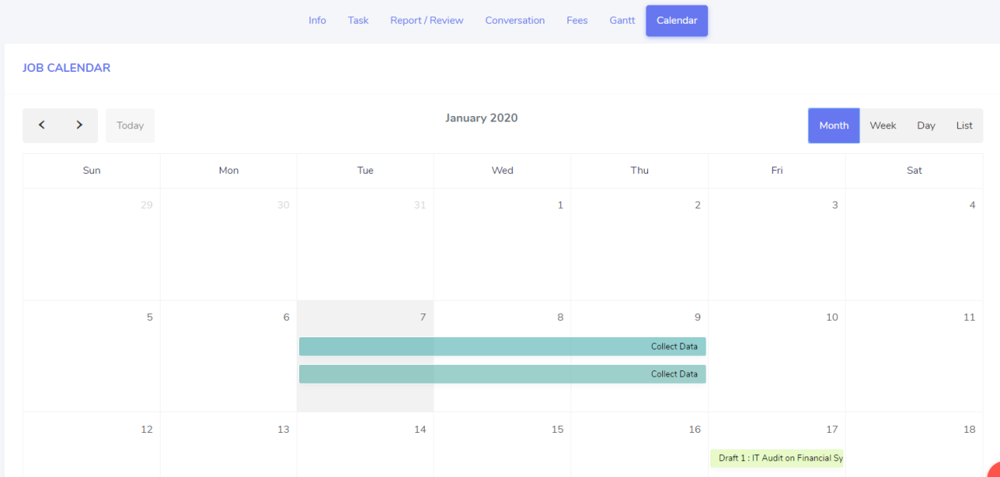 Info Task Report / Review Conversation Fees Gantt Calendar
JOB CALENDAR
Today January 2020 Month Week Day List
Sun Mon Tue Wed Thu Fri Sat
29 30 31 1 2 3 4
5 6 7 8 9 10 11
Collect Data
Collect Data
12 13 14 15 16 17 18
Draft 1 : IT Audit on Financial Sy